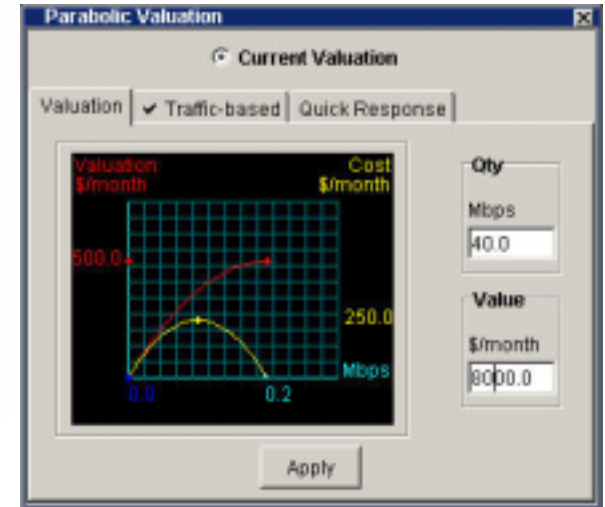 Parabolic Valuation
Current Valuation
Valuation Traffic-based Quick Response
Valuation
$/month
Cost
$/month
500.0
250.0
Mbps
0.0
0.2
Qty
Mbps
40.0
Value
$/month
8000.0
Apply